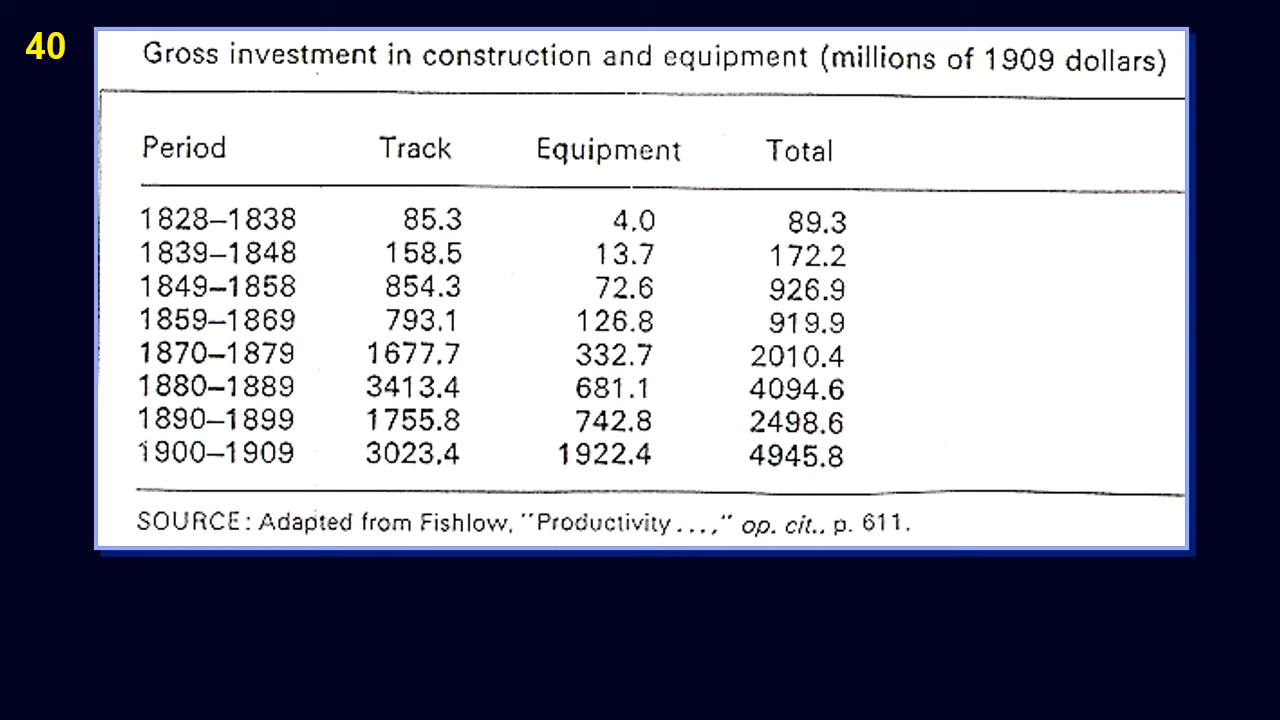 40
Gross investment in construction and equipment (millions of 1909 dollars)
Period Track Equipment Total
1828–1838 85.3 4.0 89.3
1839–1848 158.5 13.7 172.2
1849–1858 854.3 72.6 926.9
1859–1869 793.1 126.8 919.9
1870–1879 1677.7 332.7 2010.4
1880–1889 3413.4 681.1 4094.6
1890–1899 1755.8 742.8 2498.6
1900–1909 3023.4 1922.4 4945.8
SOURCE: Adapted from Fishlow, "Productivity ...," op. cit., p. 611.